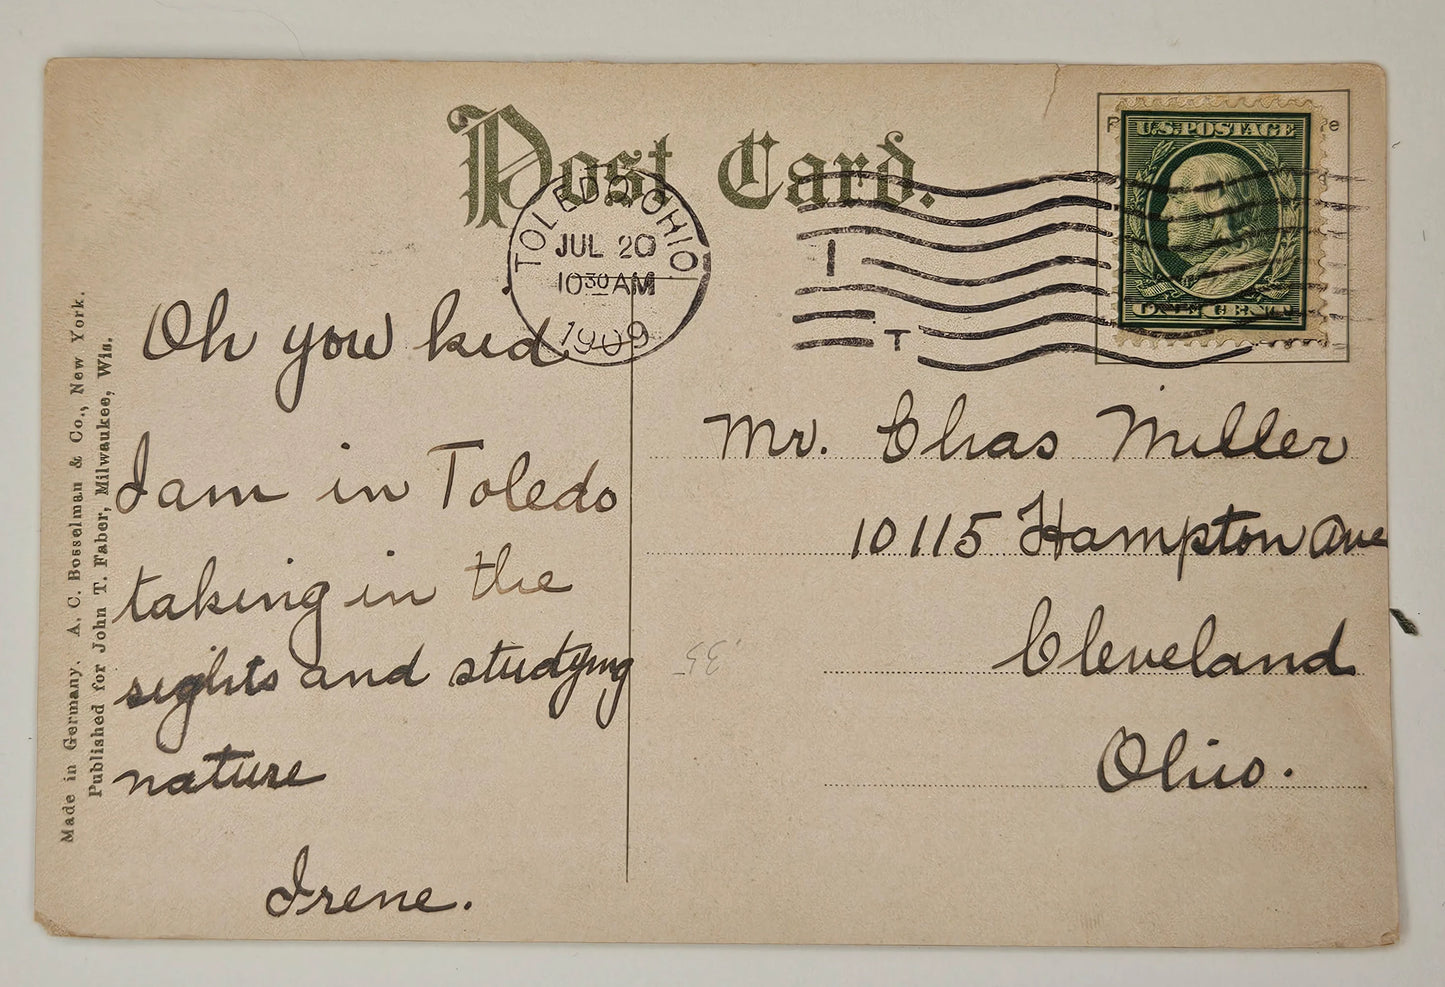 Post Card.
TOLEDO, OHIO
JUL 20
10 30 AM
1909
1
T
U.S. POSTAGE
ONE CENT
Oh you kid
I am in Toledo
taking in the
sights and studying
nature
Irene.
Mr. Chas Miller
10115 Hampton Ave
Cleveland
Ohio.
.35
Made in Germany. A. C. Bosselman & Co., New York.
Published for John T. Faber, Milwaukee, Wis.